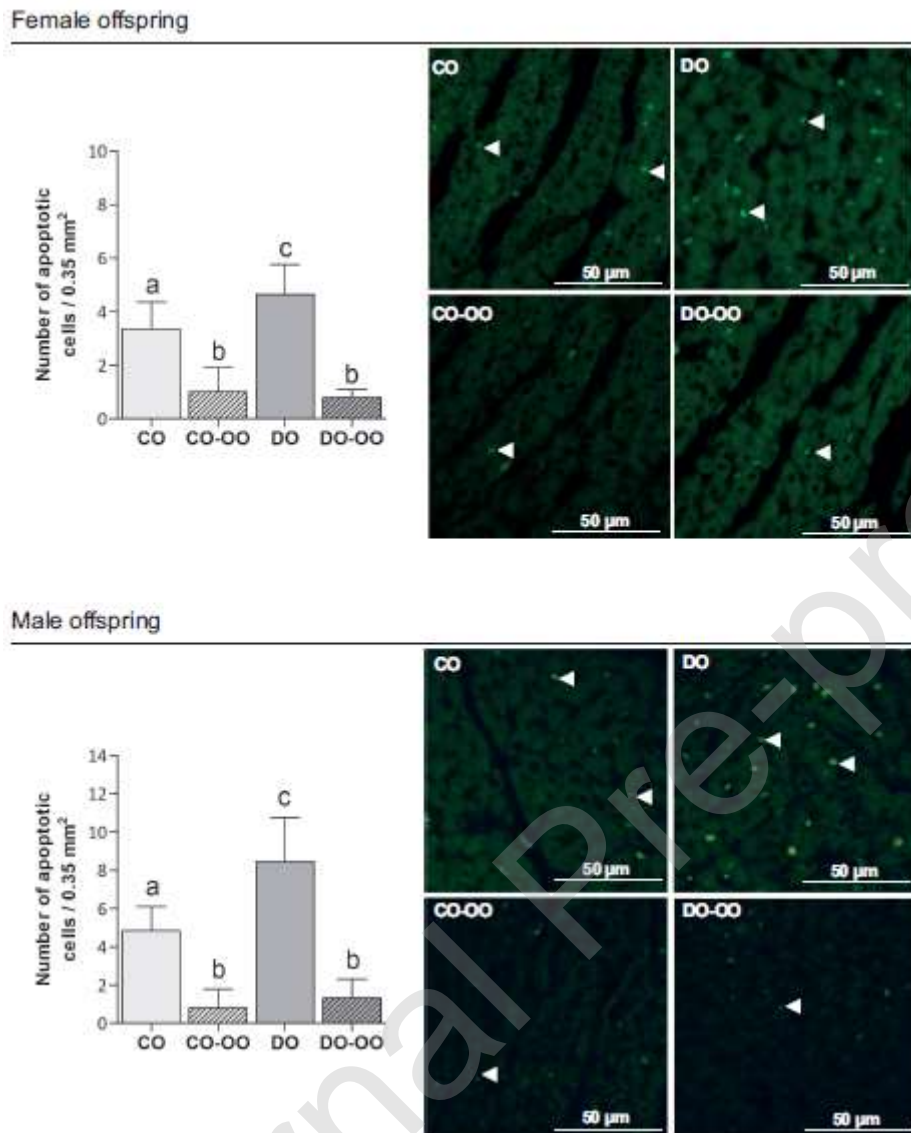 Female offspring
Number of apoptotic
cells / 0.35 mm²
10
8
6
4
2
0
a
b
c
b
CO
CO-OO
DO
DO-OO
CO
50 µm
DO
50 µm
CO-OO
50 µm
DO-OO
50 µm
Male offspring
Number of apoptotic
cells / 0.35 mm²
14
12
10
8
6
4
2
0
a
b
c
b
CO
CO-OO
DO
DO-OO
CO
50 µm
DO
50 µm
CO-OO
50 µm
DO-OO
50 µm
rnal Pre-pr